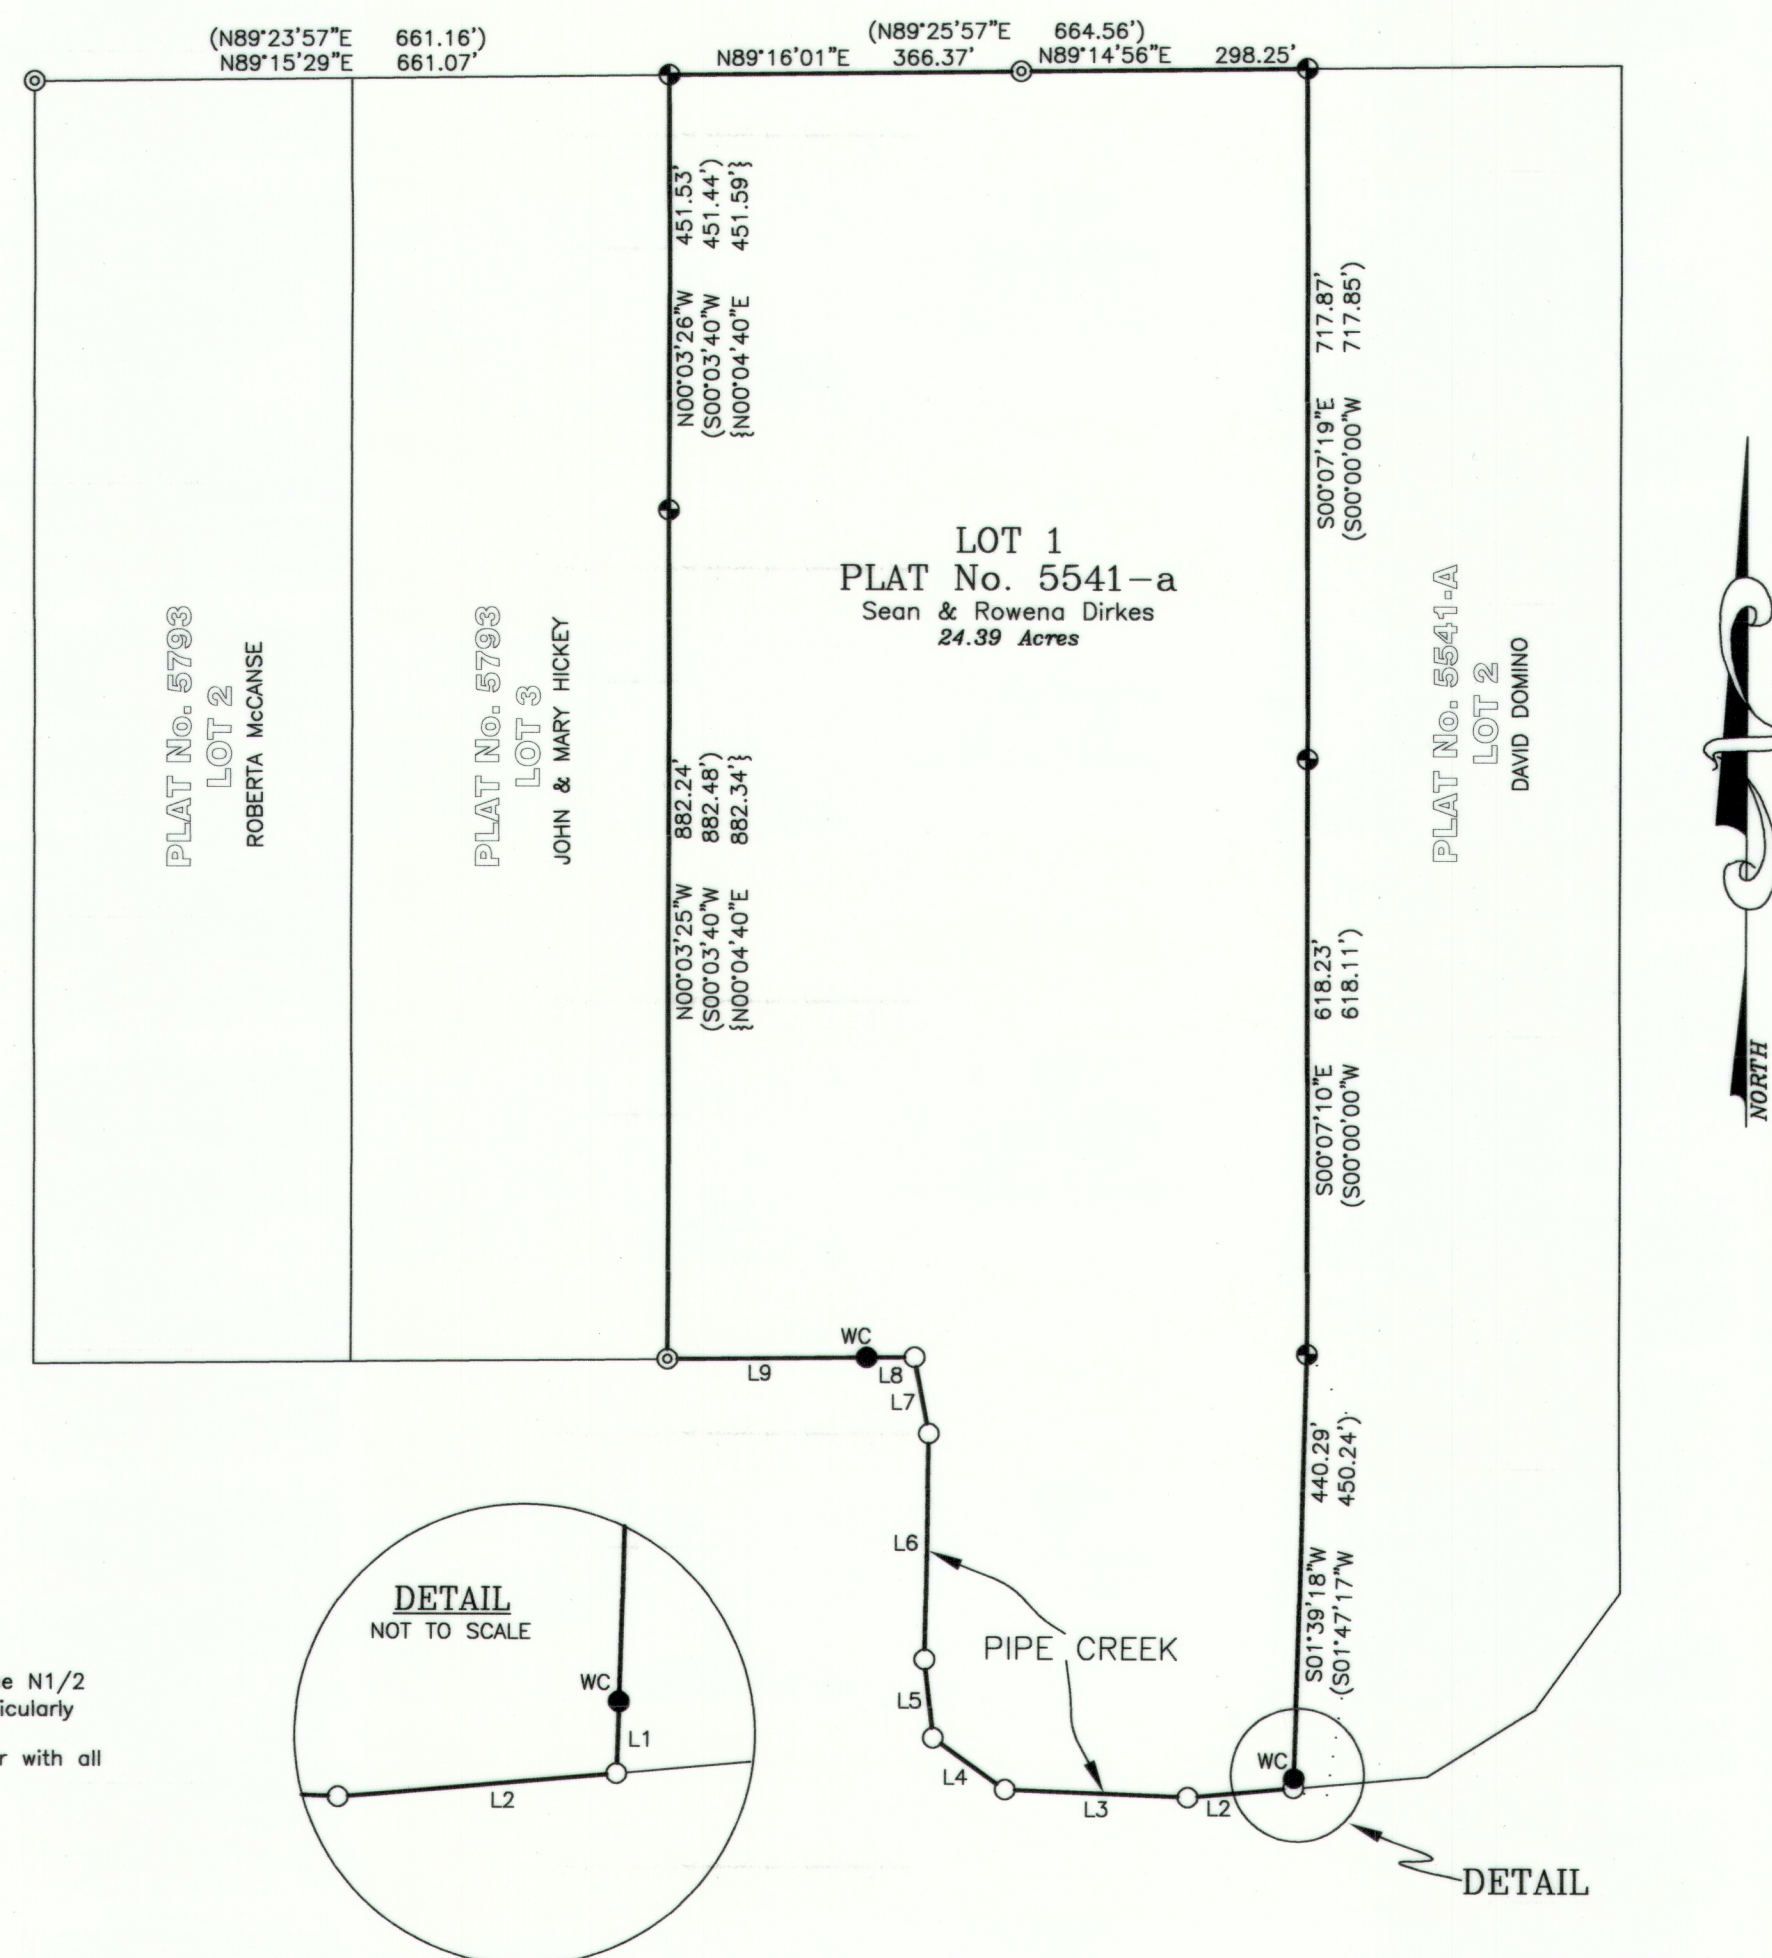 (N89°23'57"E 661.16')
N89°15'29"E 661.07'
(N89°25'57"E 664.56')
N89°16'01"E 366.37' N89°14'56"E 298.25'
N00°03'26"W 451.53'
(S00°03'40"W 451.44')
{N00°04'40"E 451.59'}
S00°07'19"E 717.87'
(S00°00'00"W 717.85')
LOT 1
PLAT No. 5541-a
Sean & Rowena Dirkes
24.39 Acres
PLAT No. 5793
LOT 2
ROBERTA McCANSE
PLAT No. 5793
LOT 3
JOHN & MARY HICKEY
PLAT No. 5541-A
LOT 2
DAVID DOMINO
N00°03'25"W 882.24'
(S00°03'40"W 882.48')
{N00°04'40"E 882.34'}
S00°07'10"E 618.23'
(S00°00'00"W 618.11')
NORTH
WC
L9
L8
L7
S01°39'18"W 440.29'
(S01°47'17"W 450.24')
L6
PIPE CREEK
L5
L4
L3
L2
WC
DETAIL
DETAIL
NOT TO SCALE
WC
L1
L2
e N1/2
icularly
r with all